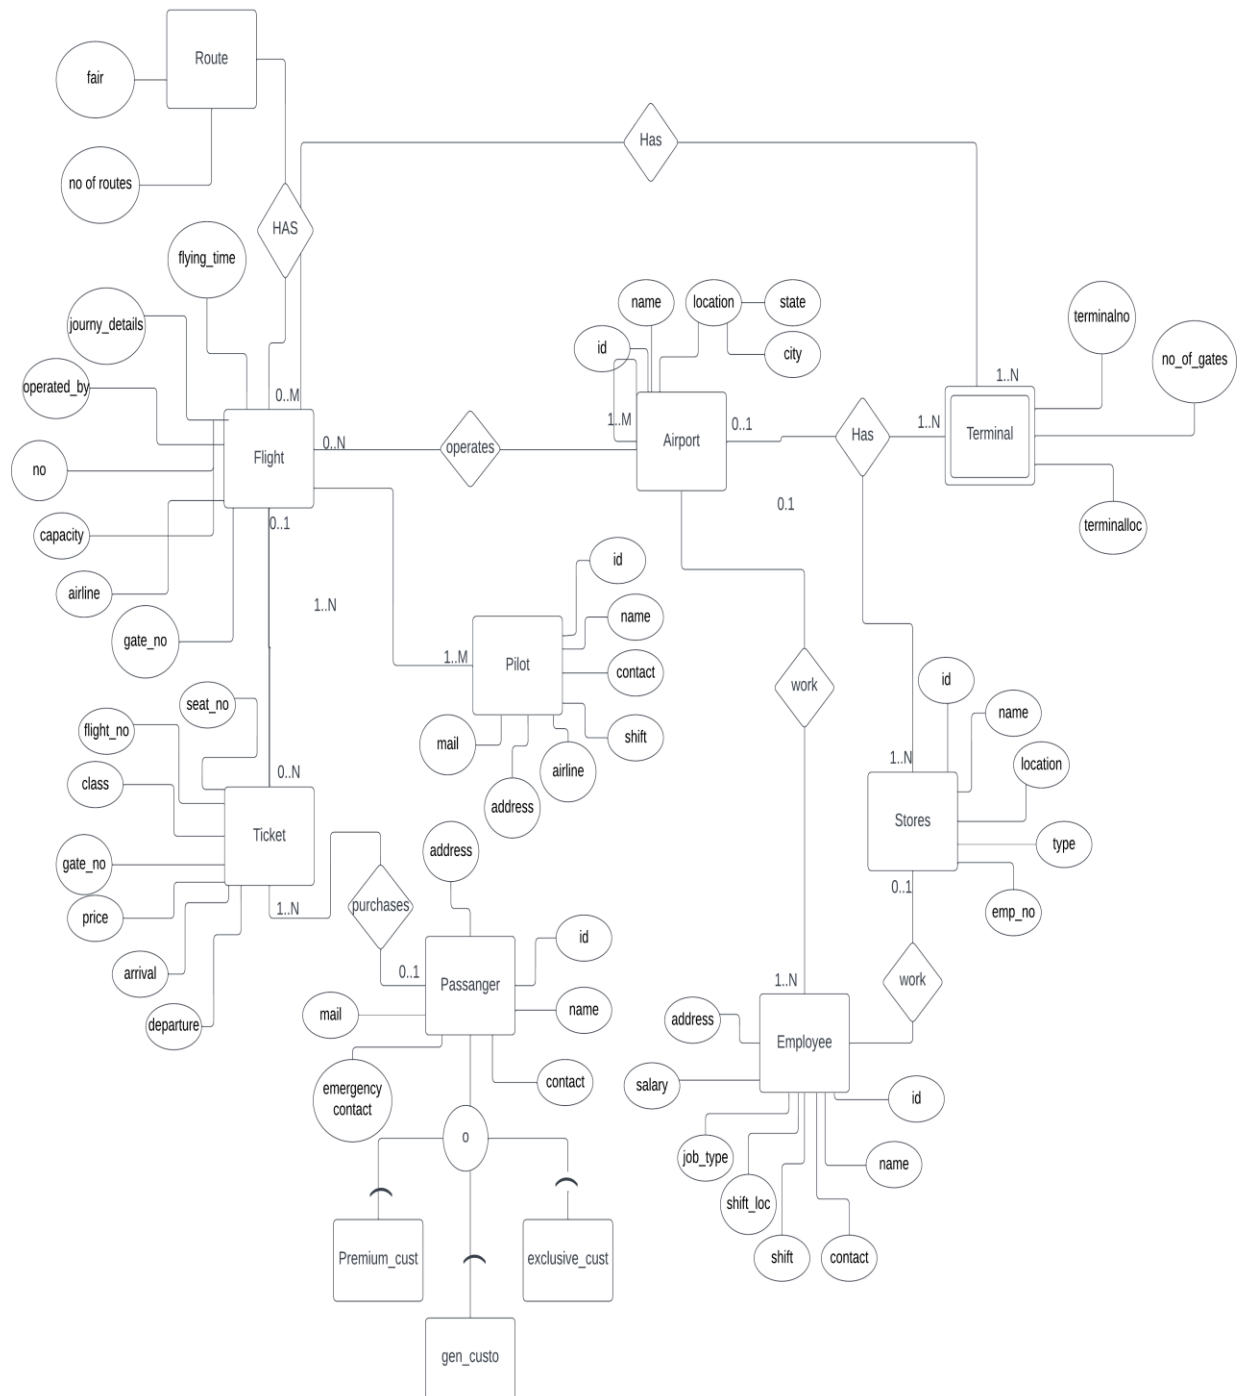 Route
fair
no of routes
Has
HAS
flying_time
journy_details
operated_by
no
capacity
airline
gate_no
0..M
Flight
0..N
0..1
operates
name
location
state
id
city
1..M
Airport
0..1
Has
1..N
1..N
Terminal
terminalno
no_of_gates
terminalloc
0.1
1..N
1..M
Pilot
id
name
contact
shift
mail
address
airline
work
id
name
location
type
emp_no
1..N
Stores
0..1
work
seat_no
flight_no
class
gate_no
price
arrival
departure
0..N
Ticket
1..N
purchases
address
0..1
Passanger
id
name
contact
mail
emergency
contact
o
Premium_cust
exclusive_cust
gen_custo
1..N
Employee
address
salary
job_type
shift_loc
shift
contact
name
id